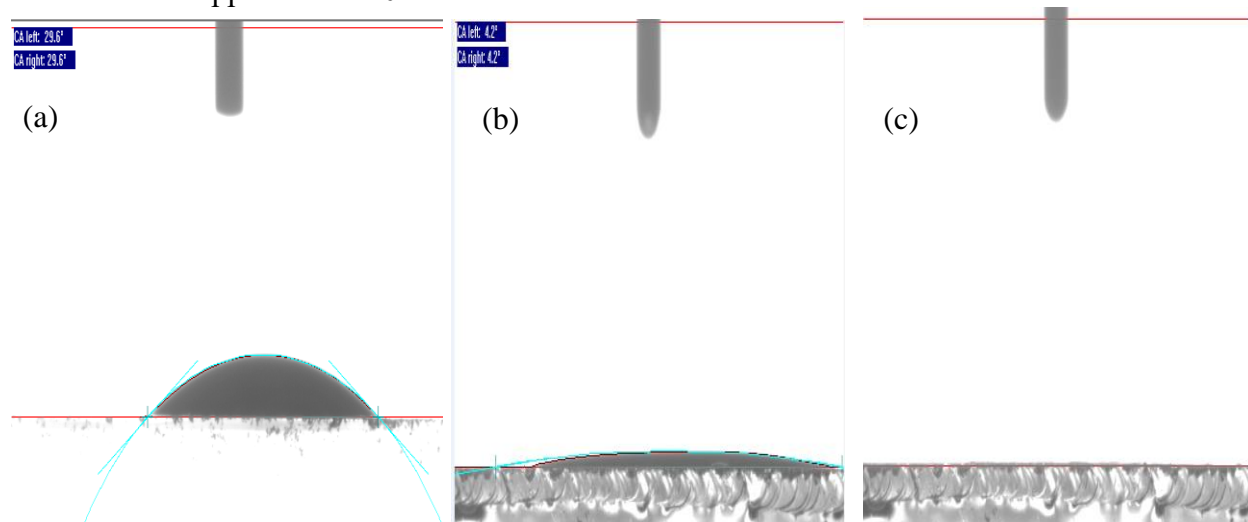 CA left: 29.6°
CA right: 29.6°
(a)
CA left: 4.2°
CA right: 4.2°
(b)
(c)